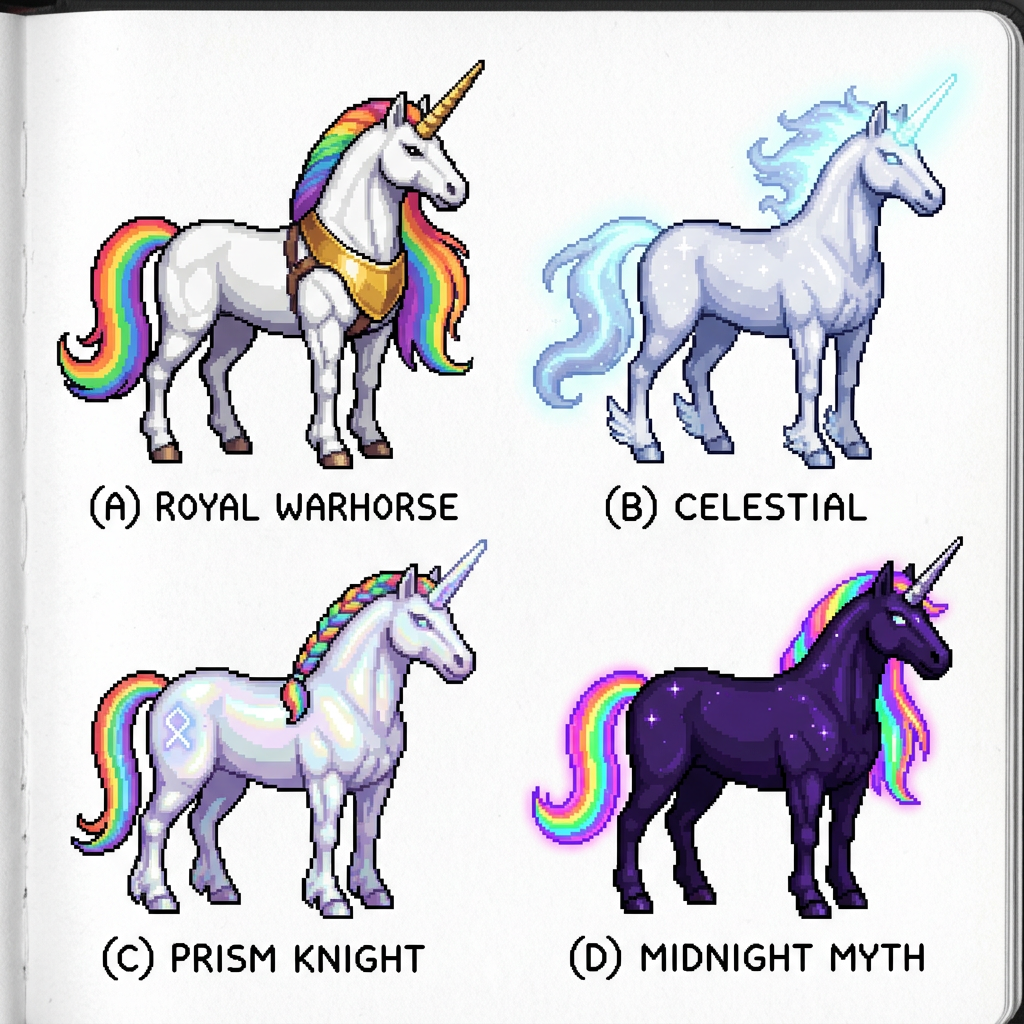 (A) ROYAL WARHORSE
(B) CELESTIAL
(C) PRISM KNIGHT
(D) MIDNIGHT MYTH